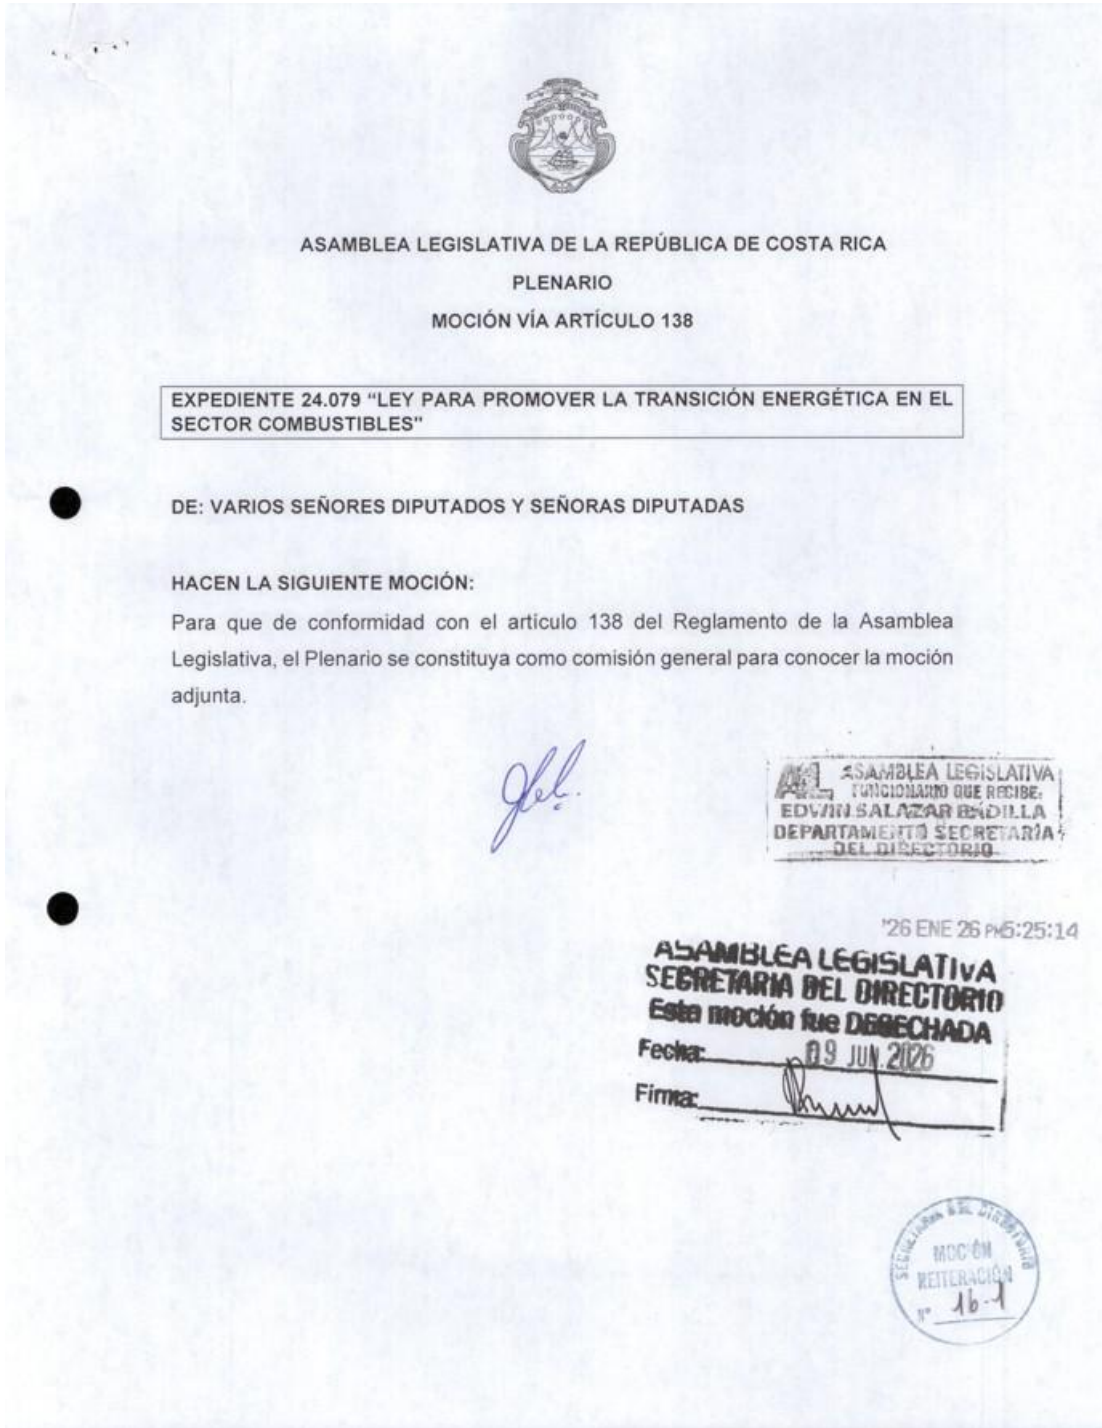 ASAMBLEA LEGISLATIVA DE LA REPÚBLICA DE COSTA RICA
PLENARIO
MOCIÓN VÍA ARTÍCULO 138
EXPEDIENTE 24.079 “LEY PARA PROMOVER LA TRANSICIÓN ENERGÉTICA EN EL
SECTOR COMBUSTIBLES”
DE: VARIOS SEÑORES DIPUTADOS Y SEÑORAS DIPUTADAS
HACEN LA SIGUIENTE MOCIÓN:
Para que de conformidad con el artículo 138 del Reglamento de la Asamblea
Legislativa, el Plenario se constituya como comisión general para conocer la moción
adjunta.
ASAMBLEA LEGISLATIVA
FUNCIONARIO QUE RECIBE:
EDWIN SALAZAR BADILLA
DEPARTAMENTO SECRETARÍA
DEL DIRECTORIO
'26 ENE 26 PM5:25:14
ASAMBLEA LEGISLATIVA
SECRETARIA DEL DIRECTORIO
Esta moción fue DESECHADA
Fecha: 09 JUN. 2026
Firma:
SECRETARIA DEL DIRECTORIO
MOCIÓN
REITERACIÓN
N° 16-1